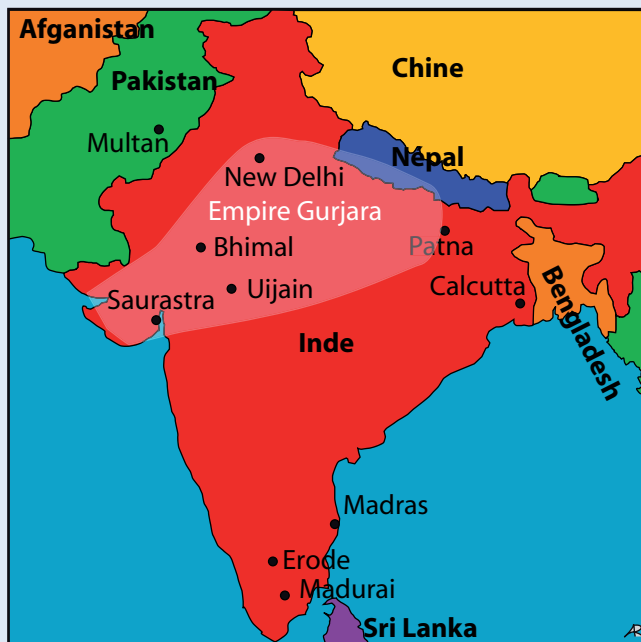 Afganistan
Pakistan
Chine
Multan
Népal
New Delhi
Empire Gurjara
Bhimal
Patna
Uijain
Saurastra
Calcutta
Bengladesh
Inde
Madras
Erode
Madurai
Sri Lanka